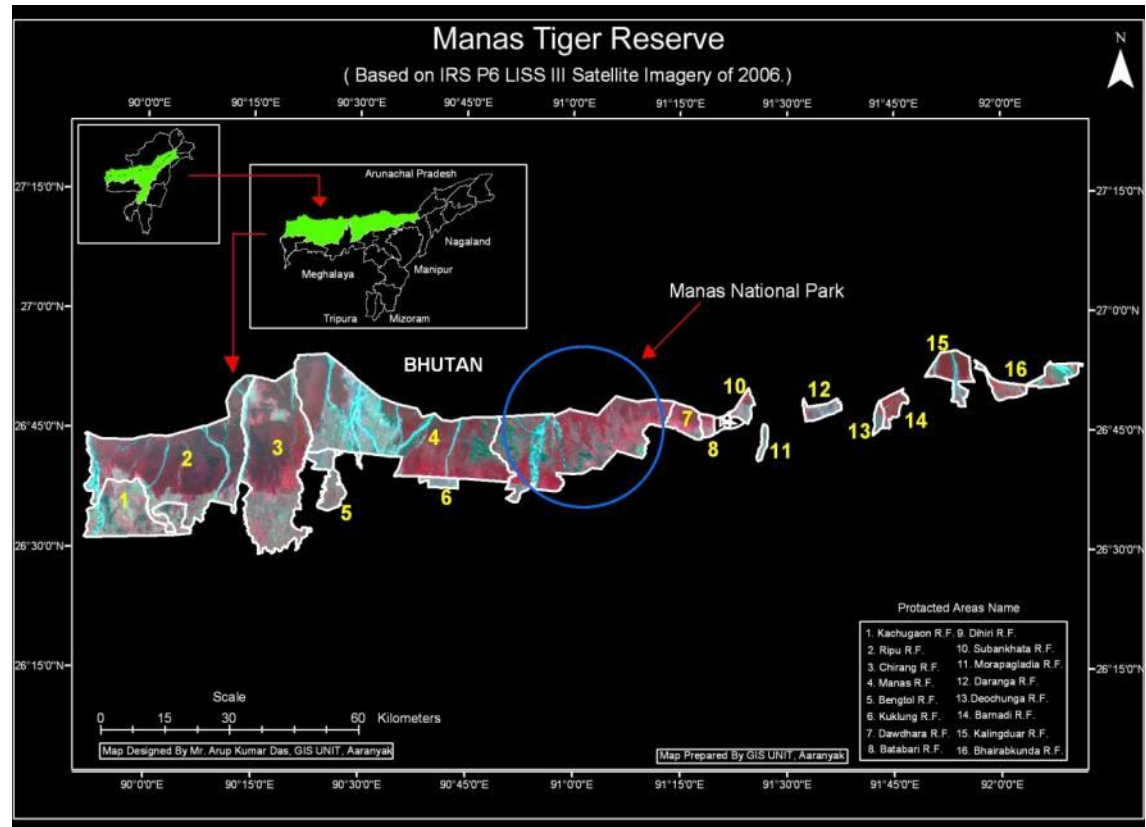 Manas Tiger Reserve
( Based on IRS P6 LISS III Satellite Imagery of 2006.)
N
90°0'0"E 90°15'0"E 90°30'0"E 90°45'0"E 91°0'0"E 91°15'0"E 91°30'0"E 91°45'0"E 92°0'0"E
Arunachal Pradesh
27°15'0"N 27°15'0"N
Nagaland
Meghalaya Manipur
Tripura Mizoram
Manas National Park
27°0'0"N 27°0'0"N
BHUTAN
15
16
10
12
4
7
14
26°45'0"N 26°45'0"N
13
3
2
8
11
1
6
5
26°30'0"N 26°30'0"N
Protacted Areas Name
1. Kachugaon R.F. 9. Dihiri R.F.
2. Ripu R.F. 10. Subankhata R.F.
3. Chirang R.F. 11. Morapagladia R.F.
4. Manas R.F. 12. Daranga R.F.
5. Bengtol R.F. 13.Deochunga R.F.
6. Kuklung R.F. 14. Barnadi R.F.
7. Dawdhara R.F. 15. Kalingduar R.F.
8. Batabari R.F. 16. Bhairabkunda R.F.
26°15'0"N 26°15'0"N
Scale
0 15 30 60 Kilometers
Map Designed By Mr. Arup Kumar Das, GIS UNIT, Aaranyak
Map Prepared By GIS UNIT, Aaranyak
26°0'0"N 26°0'0"N
90°0'0"E 90°15'0"E 90°30'0"E 90°45'0"E 91°0'0"E 91°15'0"E 91°30'0"E 91°45'0"E 92°0'0"E